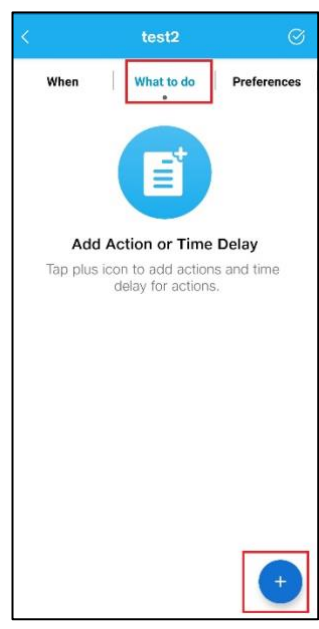 test2
When What to do Preferences
Add Action or Time Delay
Tap plus icon to add actions and time
delay for actions.